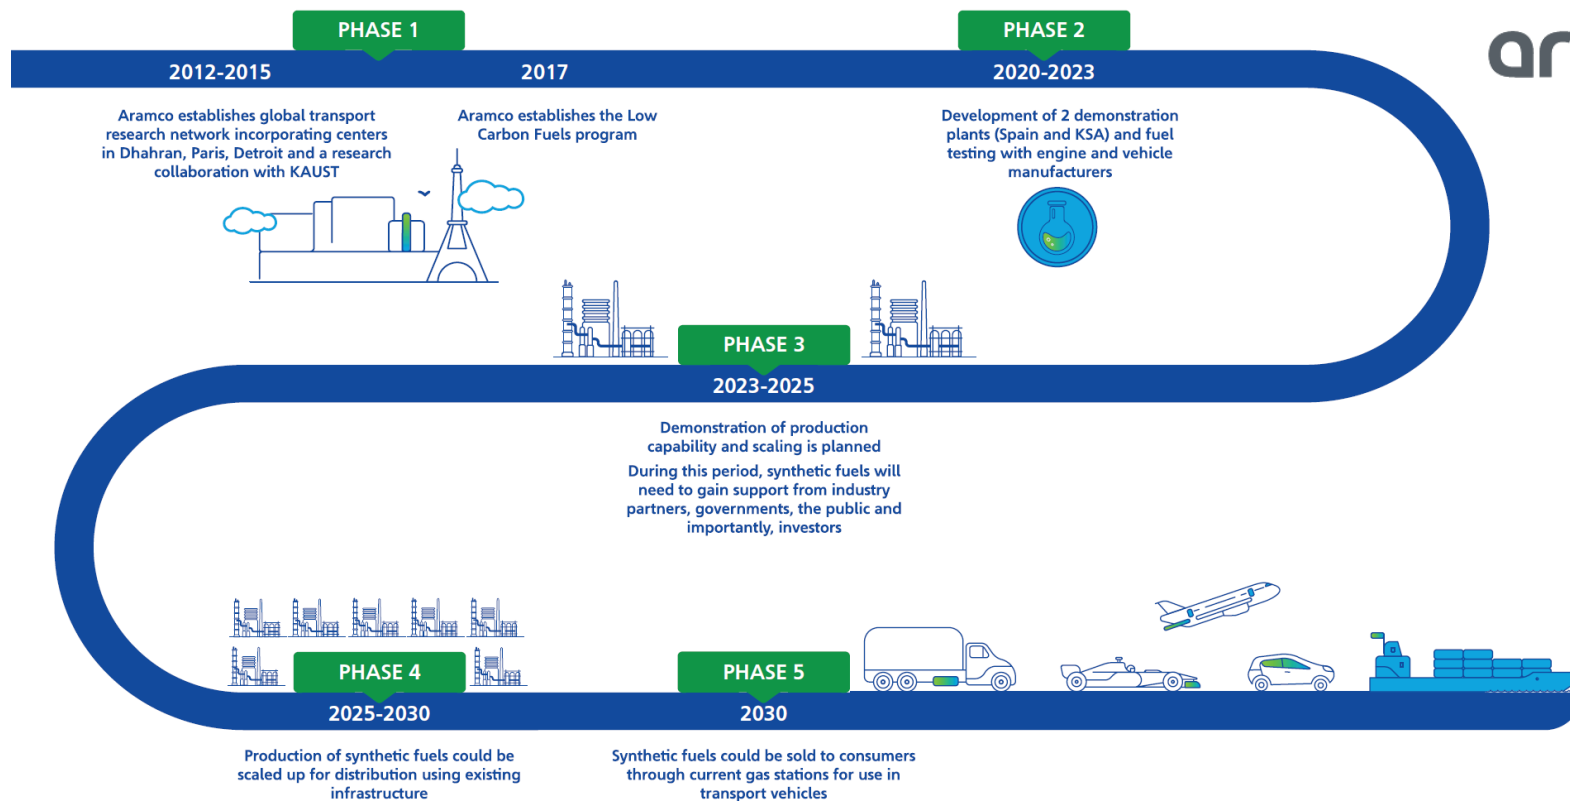 PHASE 1
2012-2015
Aramco establishes global transport
research network incorporating centers
in Dhahran, Paris, Detroit and a research
collaboration with KAUST
2017
Aramco establishes the Low
Carbon Fuels program
PHASE 2
2020-2023
Development of 2 demonstration
plants (Spain and KSA) and fuel
testing with engine and vehicle
manufacturers
ar
PHASE 3
2023-2025
Demonstration of production
capability and scaling is planned
During this period, synthetic fuels will
need to gain support from industry
partners, governments, the public and
importantly, investors
PHASE 4
2025-2030
Production of synthetic fuels could be
scaled up for distribution using existing
infrastructure
PHASE 5
2030
Synthetic fuels could be sold to consumers
through current gas stations for use in
transport vehicles